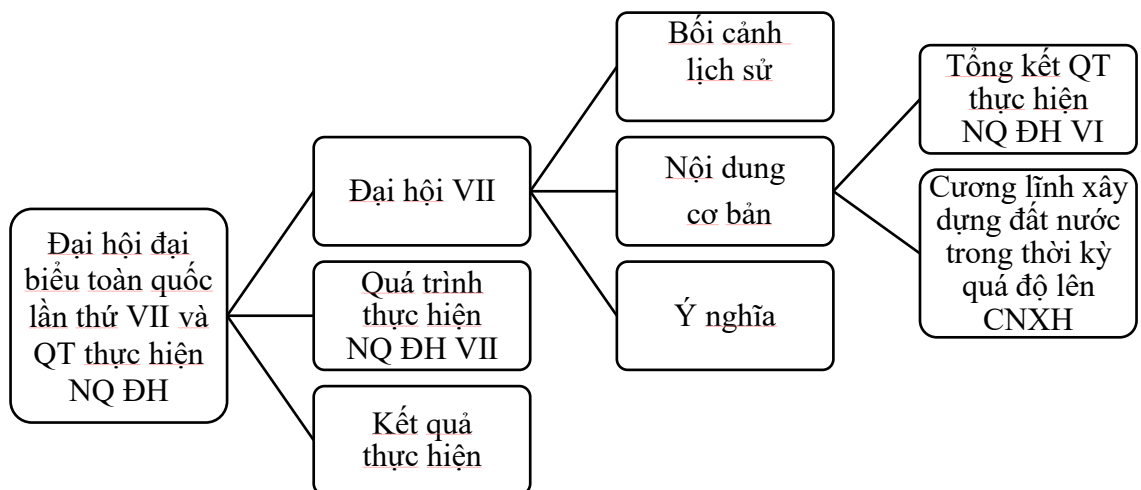 Đại hội đại
biểu toàn quốc
lần thứ VII và
QT thực hiện
NQ ĐH
Đại hội VII
Quá trình
thực hiện
NQ ĐH VII
Kết quả
thực hiện
Bối cảnh
lịch sử
Nội dung
cơ bản
Ý nghĩa
Tổng kết QT
thực hiện
NQ ĐH VI
Cương lĩnh xây
dựng đất nước
trong thời kỳ
quá độ lên
CNXH